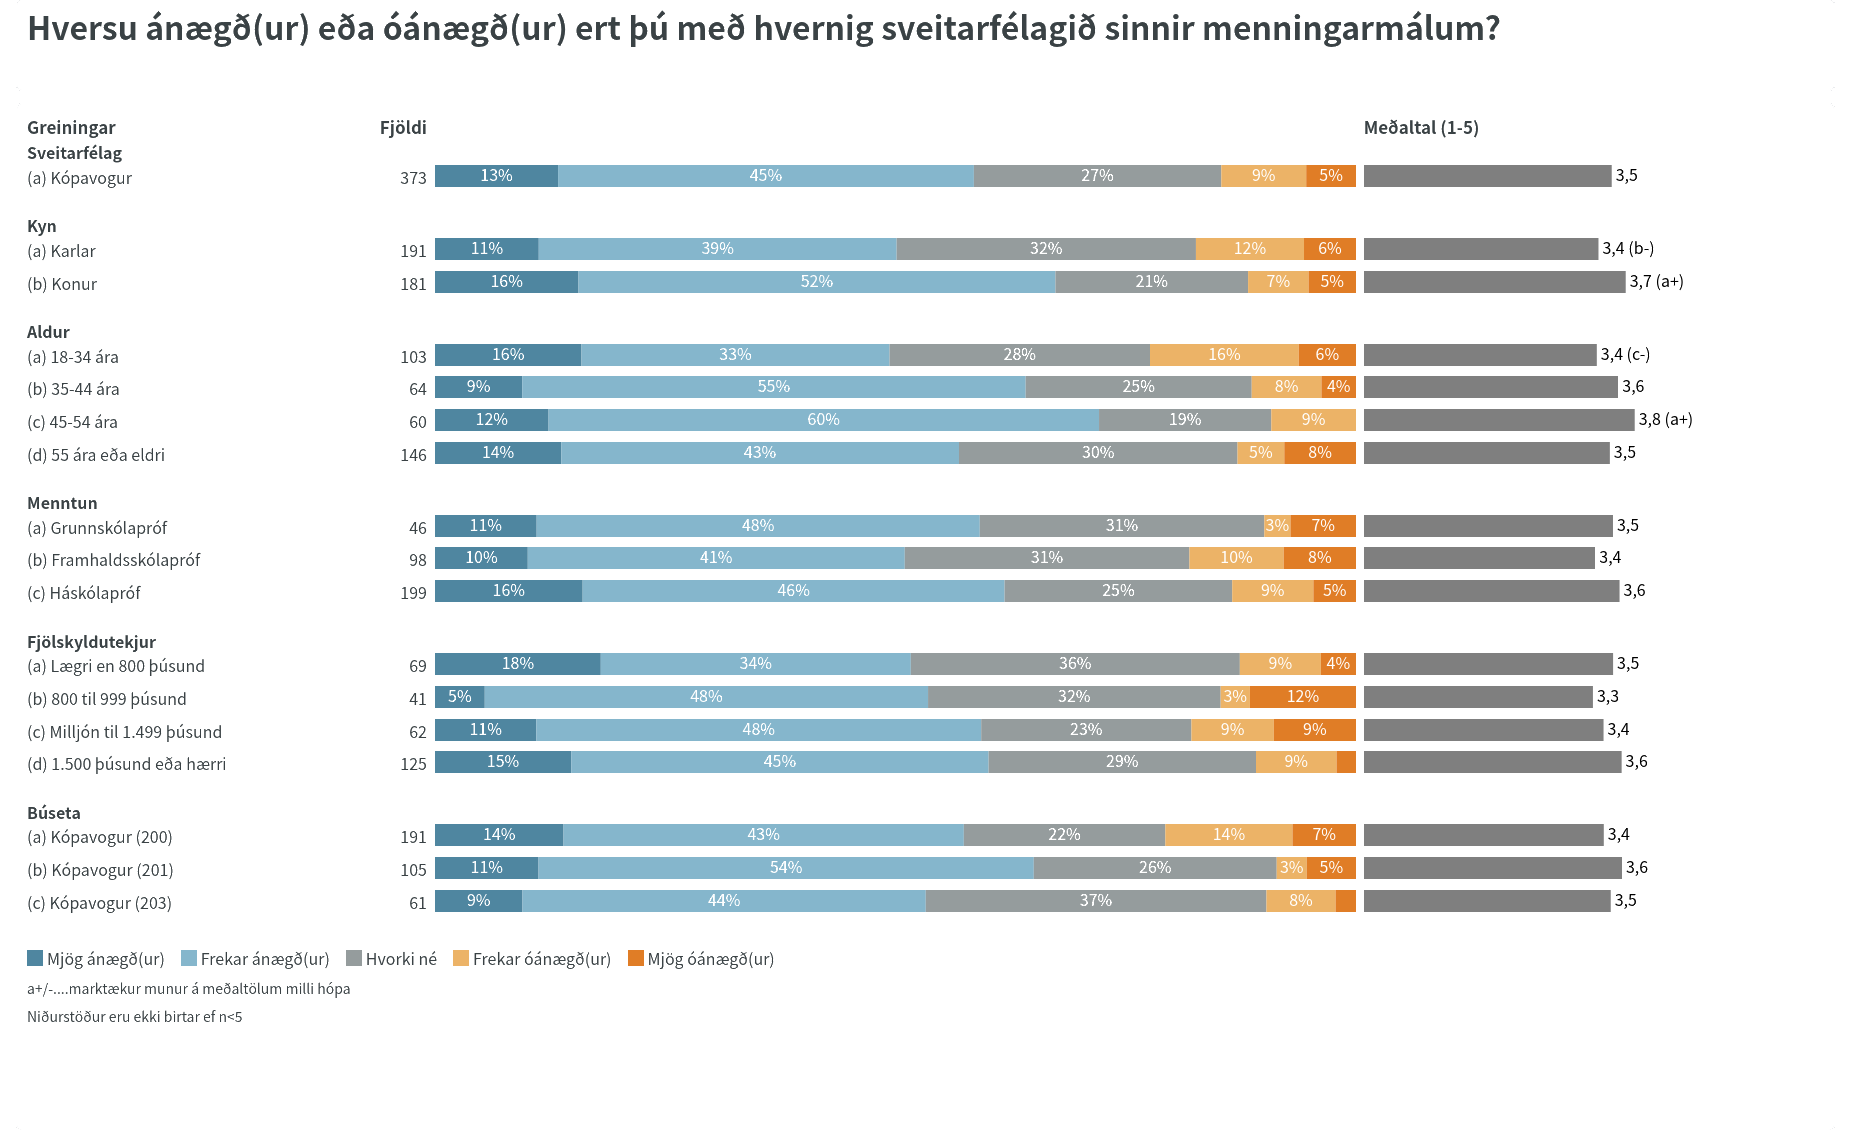 Hversu ánægð(ur) eða óánægð(ur) ert þú með hvernig sveitarfélagið sinnir menningarmálum?
Greiningar Fjöldi Meðaltal (1-5)
Sveitarfélag
(a) Kópavogur 373 13% 45% 27% 9% 5% 3,5
Kyn
(a) Karlar 191 11% 39% 32% 12% 6% 3,4 (b-)
(b) Konur 181 16% 52% 21% 7% 5% 3,7 (a+)
Aldur
(a) 18-34 ára 103 16% 33% 28% 16% 6% 3,4 (c-)
(b) 35-44 ára 64 9% 55% 25% 8% 4% 3,6
(c) 45-54 ára 60 12% 60% 19% 9% 3,8 (a+)
(d) 55 ára eða eldri 146 14% 43% 30% 5% 8% 3,5
Menntun
(a) Grunnskólapróf 46 11% 48% 31% 3% 7% 3,5
(b) Framhaldsskólapróf 98 10% 41% 31% 10% 8% 3,4
(c) Háskólapróf 199 16% 46% 25% 9% 5% 3,6
Fjölskyldutekjur
(a) Lægri en 800 þúsund 69 18% 34% 36% 9% 4% 3,5
(b) 800 til 999 þúsund 41 5% 48% 32% 3% 12% 3,3
(c) Milljón til 1.499 þúsund 62 11% 48% 23% 9% 9% 3,4
(d) 1.500 þúsund eða hærri 125 15% 45% 29% 9% 3,6
Búseta
(a) Kópavogur (200) 191 14% 43% 22% 14% 7% 3,4
(b) Kópavogur (201) 105 11% 54% 26% 3% 5% 3,6
(c) Kópavogur (203) 61 9% 44% 37% 8% 3,5
Mjög ánægð(ur) Frekar ánægð(ur) Hvorki né Frekar óánægð(ur) Mjög óánægð(ur)
a+/-....marktækur munur á meðaltölum milli hópa
Niðurstöður eru ekki birtar ef n<5